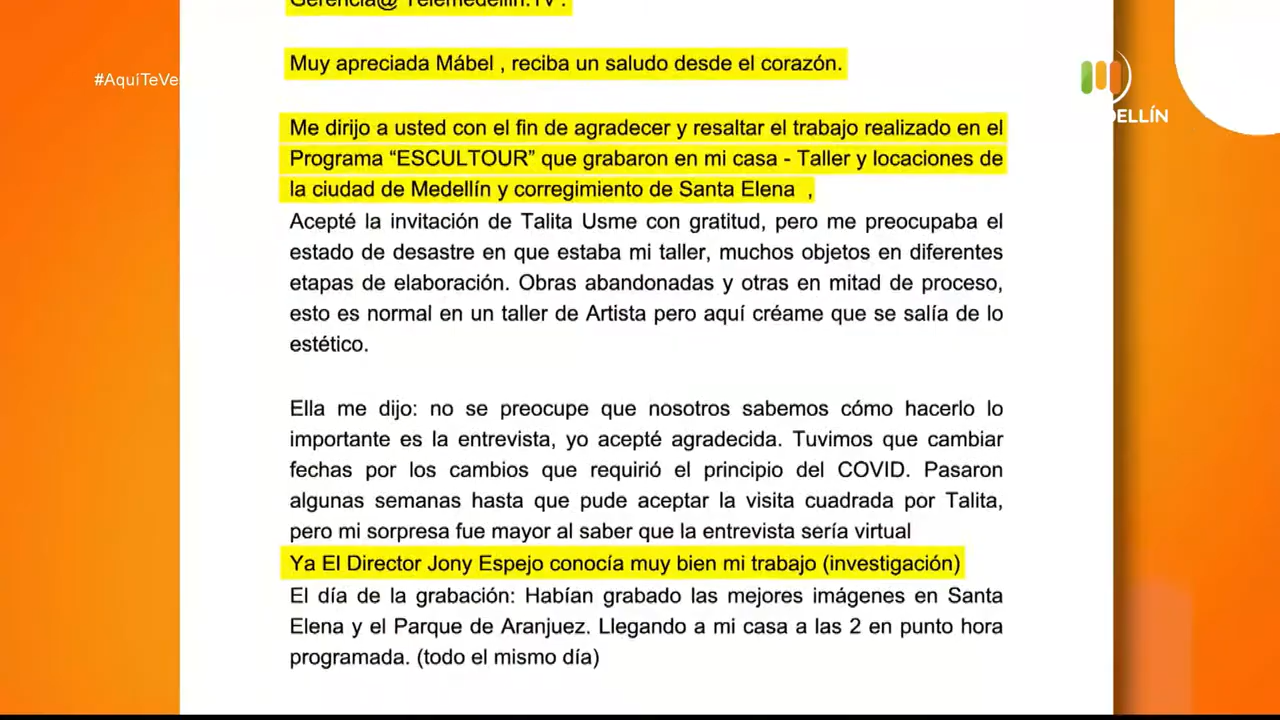 Gerencia@ Telemedellin.TV .
#AquíTeVe
Muy apreciada Mábel , reciba un saludo desde el corazón.
Me dirijo a usted con el fin de agradecer y resaltar el trabajo realizado en el
Programa “ESCULTOUR” que grabaron en mi casa - Taller y locaciones de
la ciudad de Medellín y corregimiento de Santa Elena ,
Acepté la invitación de Talita Usme con gratitud, pero me preocupaba el
estado de desastre en que estaba mi taller, muchos objetos en diferentes
etapas de elaboración. Obras abandonadas y otras en mitad de proceso,
esto es normal en un taller de Artista pero aquí créame que se salía de lo
estético.
Ella me dijo: no se preocupe que nosotros sabemos cómo hacerlo lo
importante es la entrevista, yo acepté agradecida. Tuvimos que cambiar
fechas por los cambios que requirió el principio del COVID. Pasaron
algunas semanas hasta que pude aceptar la visita cuadrada por Talita,
pero mi sorpresa fue mayor al saber que la entrevista sería virtual
Ya El Director Jony Espejo conocía muy bien mi trabajo (investigación)
El día de la grabación: Habían grabado las mejores imágenes en Santa
Elena y el Parque de Aranjuez. Llegando a mi casa a las 2 en punto hora
programada. (todo el mismo día)
DELLÍN